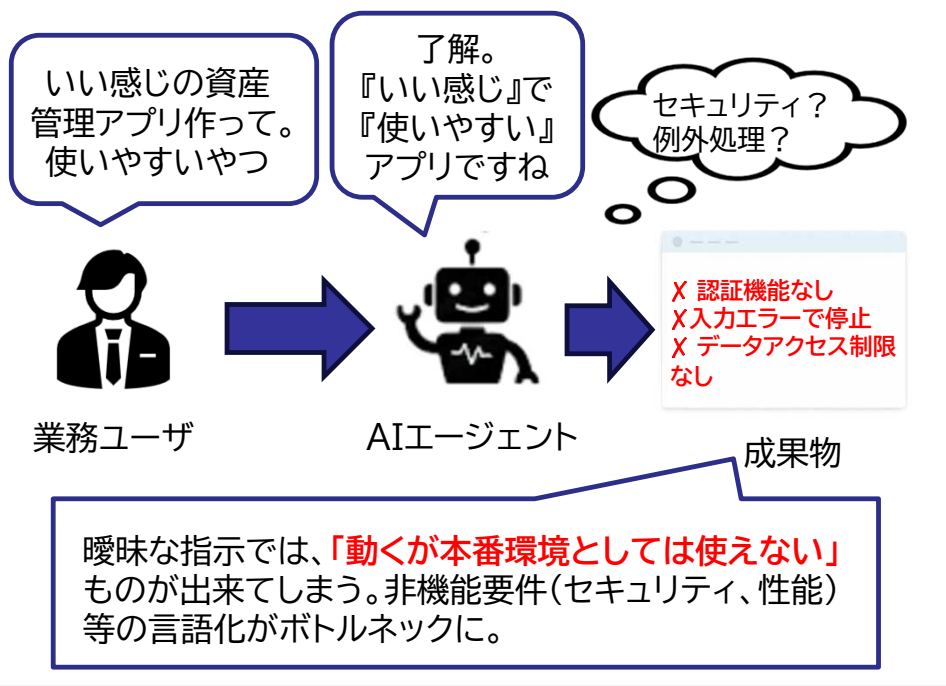 いい感じの資産
管理アプリ作って。
使いやすいやつ
了解。
『いい感じ』で
『使いやすい』
アプリですね
セキュリティ？
例外処理？
✗ 認証機能なし
✗入力エラーで停止
✗ データアクセス制限
なし
業務ユーザ
AIエージェント
成果物
曖昧な指示では、「動くが本番環境としては使えない」
ものが出来てしまう。非機能要件（セキュリティ、性能）
等の言語化がボトルネックに。